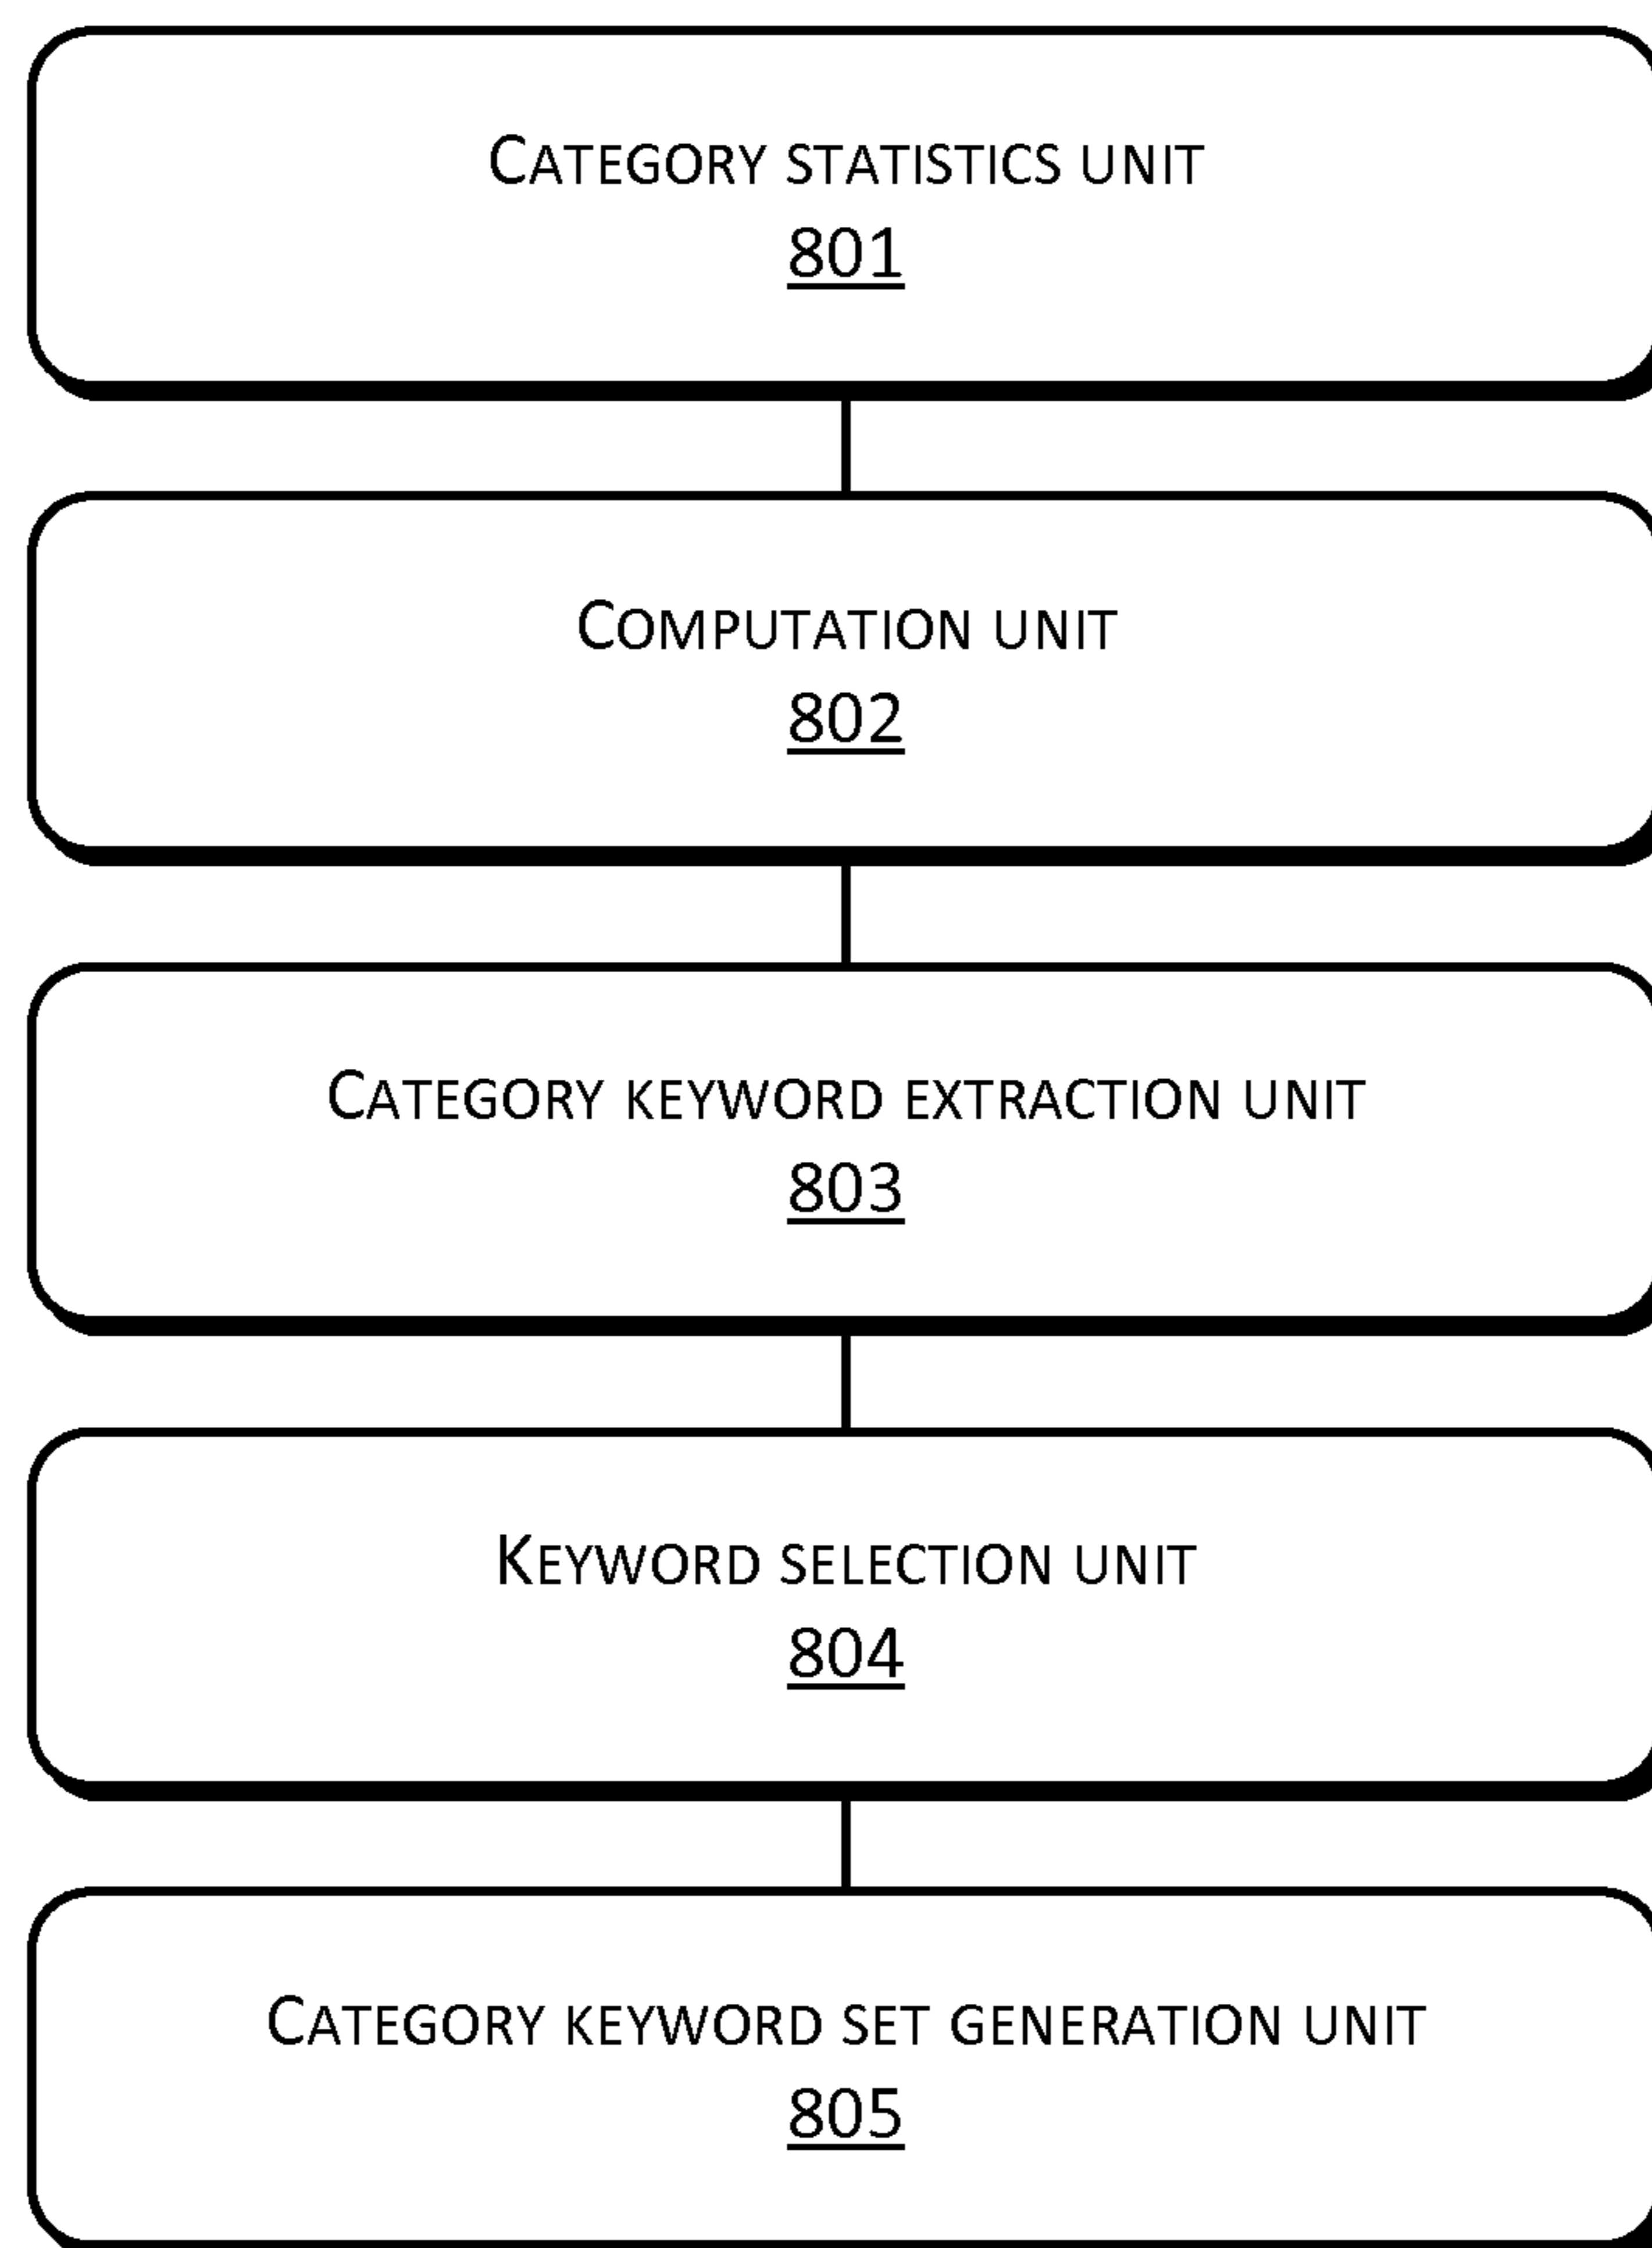 Category statistics unit
801
Computation unit
802
Category keyword extraction unit
803
Keyword selection unit
804
Category keyword set generation unit
805